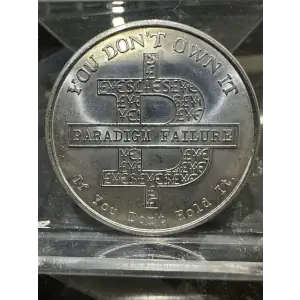 YOU DON'T OWN IT
PARADIGM FAILURE
If You Don't Hold It.